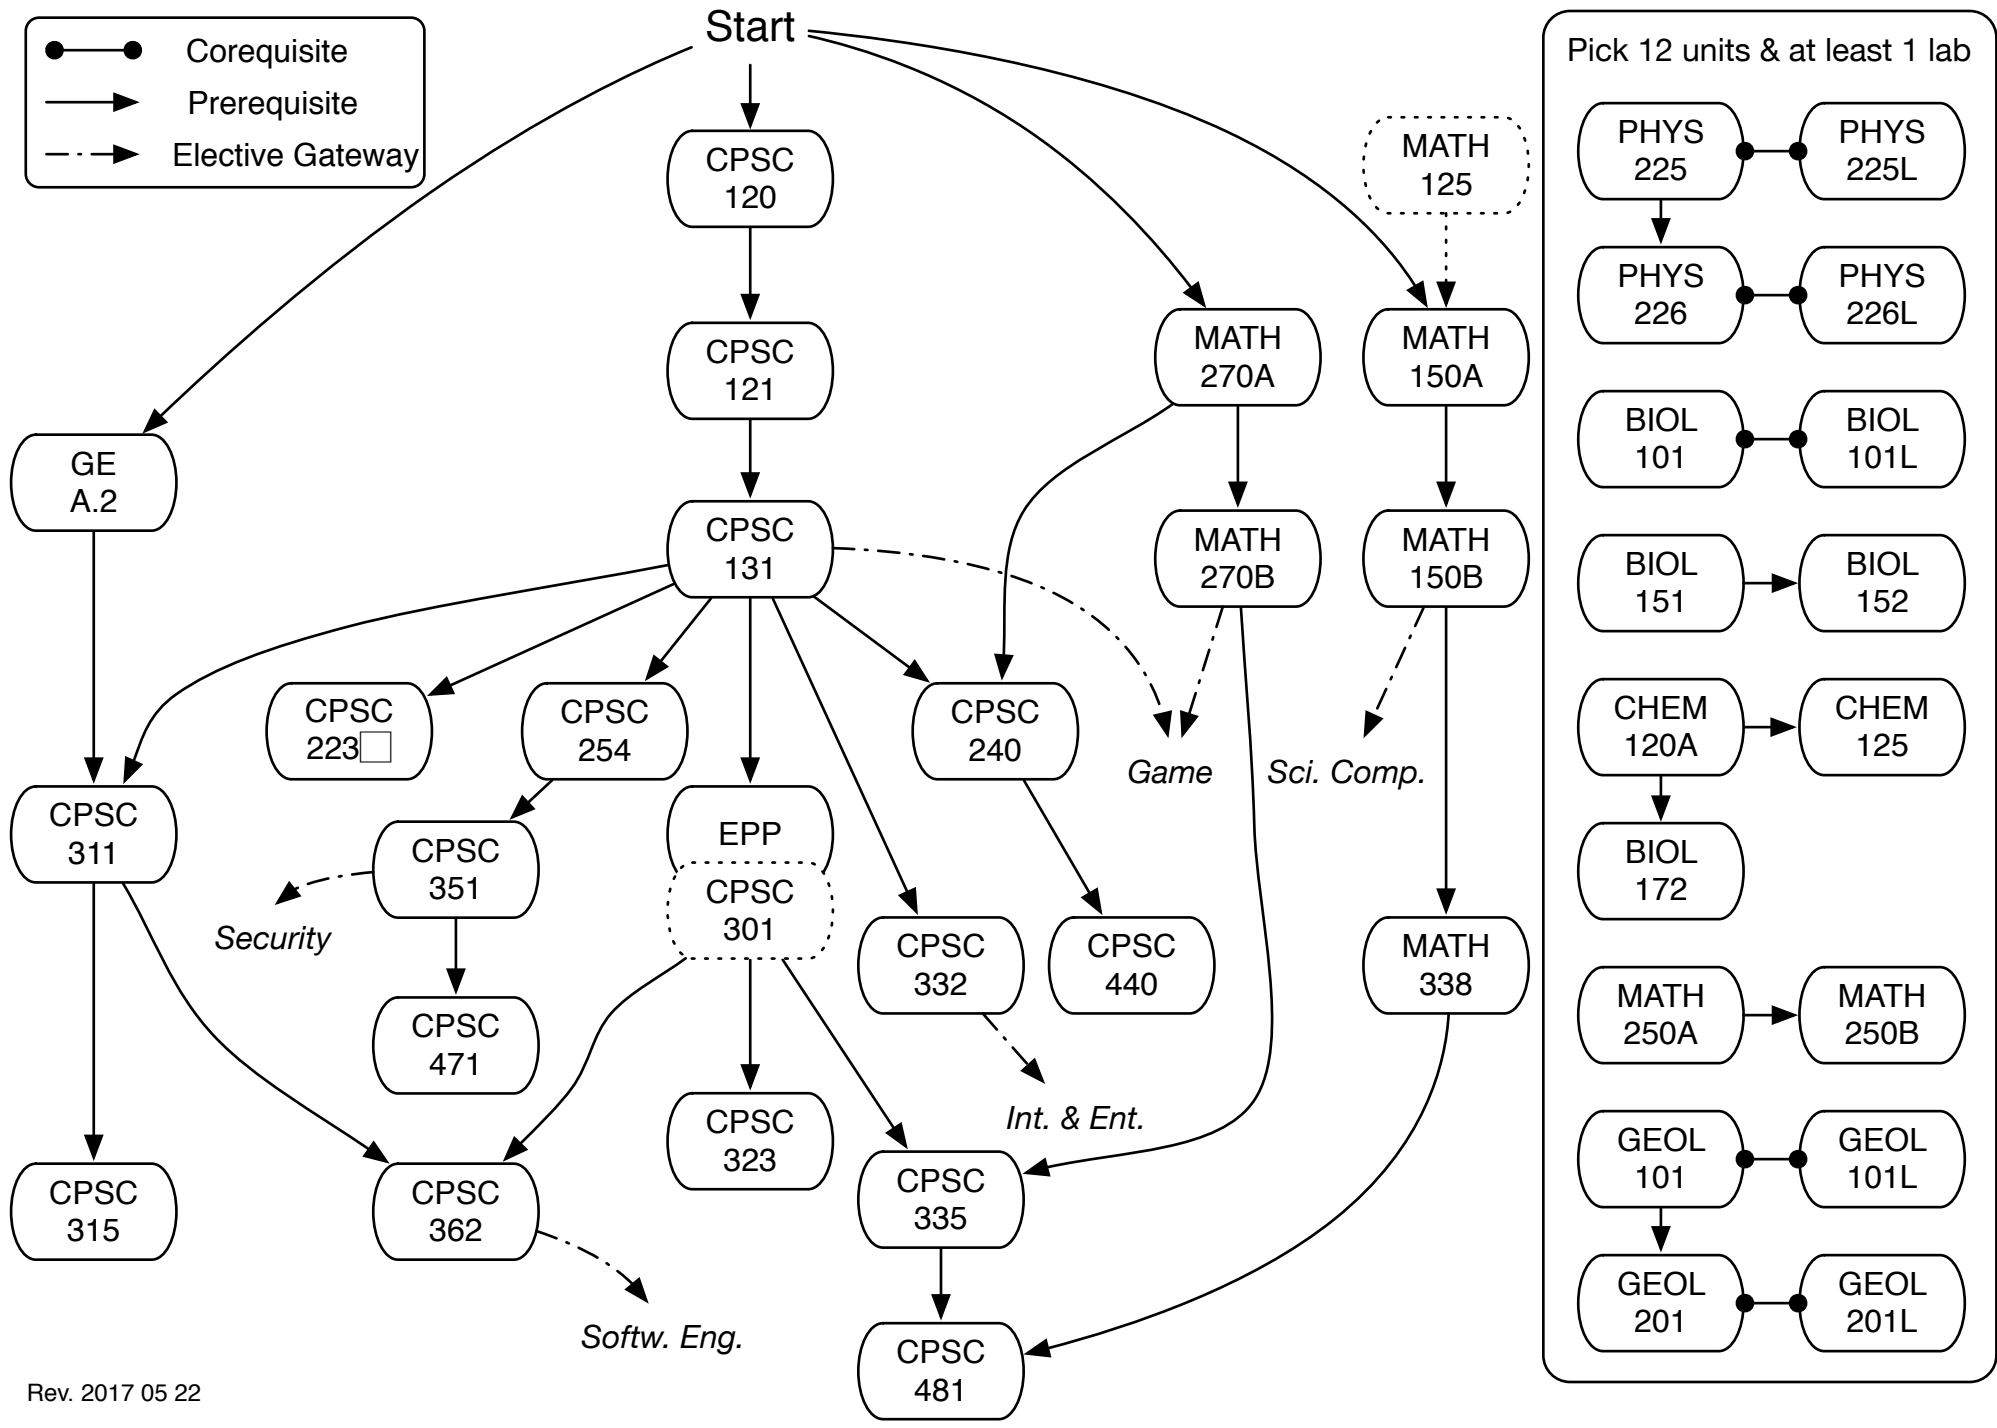 Start
Corequisite
Prerequisite
Elective Gateway
CPSC
120
MATH
125
CPSC
121
MATH
270A
MATH
150A
GE
A.2
CPSC
131
MATH
270B
MATH
150B
CPSC
223□
CPSC
254
CPSC
240
Game
Sci. Comp.
CPSC
311
CPSC
351
EPP
CPSC
301
Security
CPSC
332
CPSC
440
MATH
338
CPSC
471
Int. & Ent.
CPSC
323
CPSC
315
CPSC
362
CPSC
335
Softw. Eng.
CPSC
481
Rev. 2017 05 22
Pick 12 units & at least 1 lab
PHYS
225
PHYS
225L
PHYS
226
PHYS
226L
BIOL
101
BIOL
101L
BIOL
151
BIOL
152
CHEM
120A
CHEM
125
BIOL
172
MATH
250A
MATH
250B
GEOL
101
GEOL
101L
GEOL
201
GEOL
201L